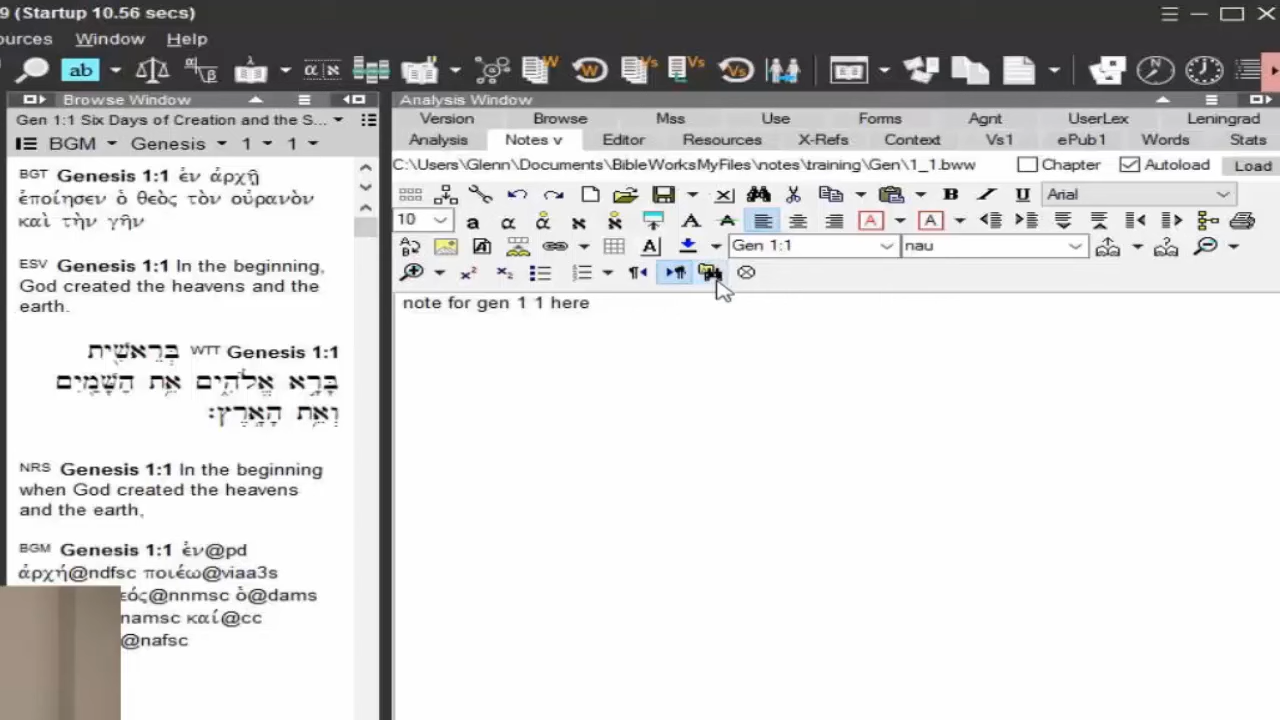 9 (Startup 10.56 secs)
ources Window Help
Browse Window
Gen 1:1 Six Days of Creation and the S...
BGM Genesis 1 1
BGT Genesis 1:1 ἐν ἀρχῇ
ἐποίησεν ὁ θεὸς τὸν οὐρανὸν
καὶ τὴν γῆν
ESV Genesis 1:1 In the beginning,
God created the heavens and the
earth.
WTT Genesis 1:1 בְּרֵאשִׁ֖ית
בָּרָ֣א אֱלֹהִ֑ים אֵ֥ת הַשָּׁמַ֖יִם
וְאֵ֥ת הָאָֽרֶץ׃
NRS Genesis 1:1 In the beginning
when God created the heavens
and the earth,
BGM Genesis 1:1 ἐν@pd
ἀρχή@ndfsc ποιέω@viaa3s
εός@nnmsc ὁ@dams
namsc καί@cc
@nafsc
Analysis Window
Version Browse Mss Use Forms Agnt UserLex Leningrad
Analysis Notes v Editor Resources X-Refs Context Vs1 ePub1 Words Stats
C:\Users\Glenn\Documents\BibleWorksMyFiles\notes\training\Gen\1_1.bww Chapter Autoload Load
B U Arial
10 a α ά א A A A A
A Gen 1:1 nau
note for gen 1 1 here